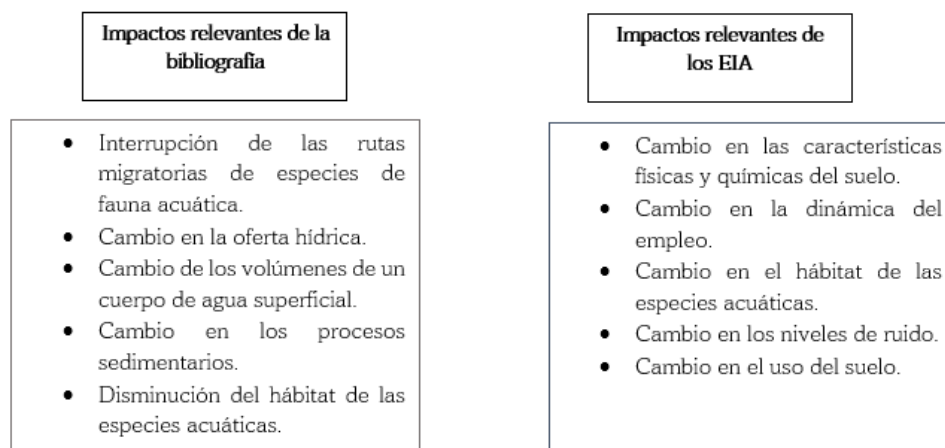 Impactos relevantes de la
bibliografía
• Interrupción de las rutas
migratorias de especies de
fauna acuática.
• Cambio en la oferta hídrica.
• Cambio de los volúmenes de un
cuerpo de agua superficial.
• Cambio en los procesos
sedimentarios.
• Disminución del hábitat de las
especies acuáticas.
Impactos relevantes de
los EIA
• Cambio en las características
físicas y químicas del suelo.
• Cambio en la dinámica del
empleo.
• Cambio en el hábitat de las
especies acuáticas.
• Cambio en los niveles de ruido.
• Cambio en el uso del suelo.